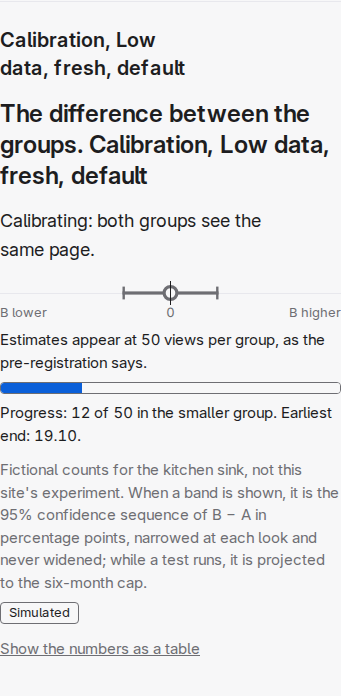 Calibration, Low
data, fresh, default
The difference between the
groups. Calibration, Low data,
fresh, default
Calibrating: both groups see the
same page.
B lower 0 B higher
Estimates appear at 50 views per group, as the
pre-registration says.
Progress: 12 of 50 in the smaller group. Earliest
end: 19.10.
Fictional counts for the kitchen sink, not this
site's experiment. When a band is shown, it is the
95% confidence sequence of B − A in
percentage points, narrowed at each look and
never widened; while a test runs, it is projected
to the six-month cap.
Simulated
Show the numbers as a table